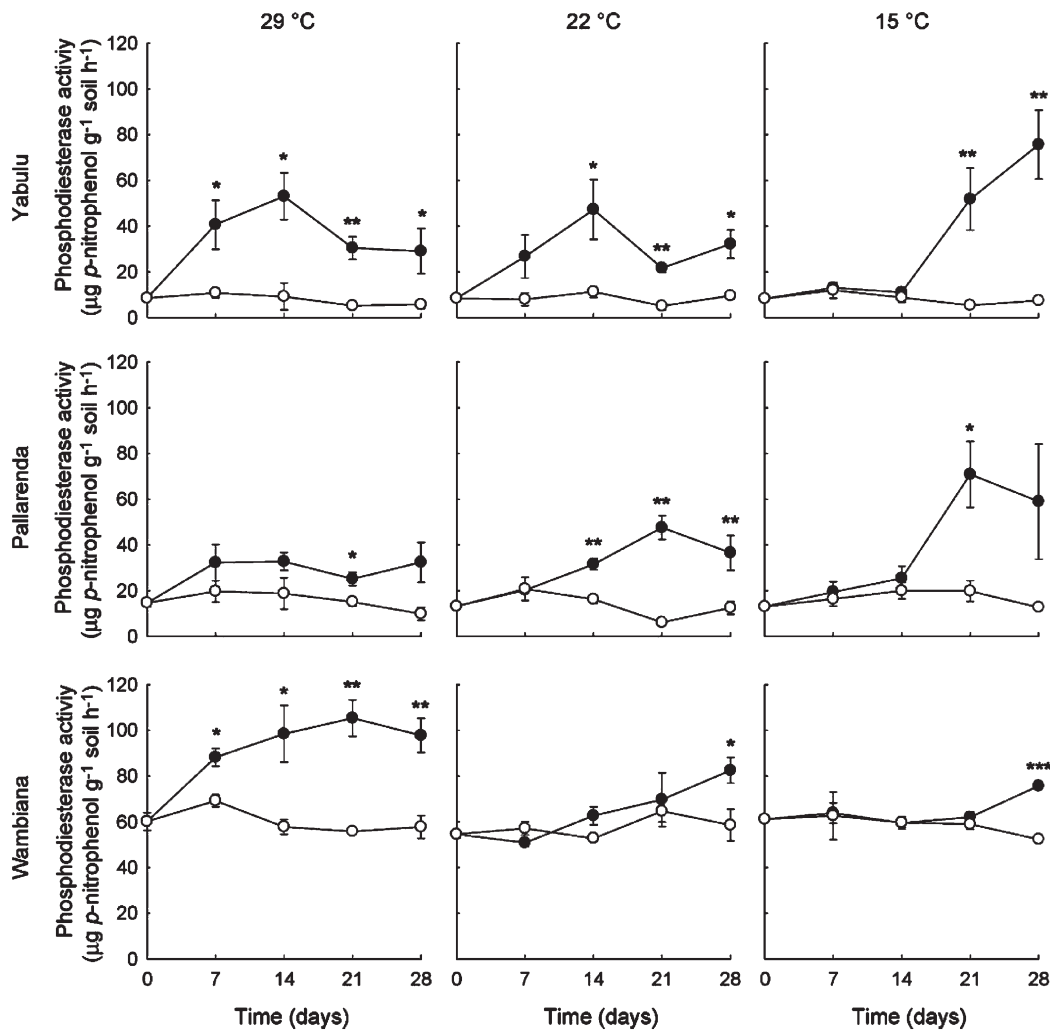 29 °C
22 °C
15 °C
Yabulu
Phosphodiesterase activiy
(µg p-nitrophenol g-1 soil h-1)
120
100
80
60
40
20
0
*
*
**
*
*
**
*
**
**
Pallarenda
Phosphodiesterase activiy
(µg p-nitrophenol g-1 soil h-1)
120
100
80
60
40
20
0
*
**
**
**
*
Wambiana
Phosphodiesterase activiy
(µg p-nitrophenol g-1 soil h-1)
120
100
80
60
40
20
0
*
*
**
**
*
***
0 7 14 21 28
0 7 14 21 28
0 7 14 21 28
Time (days)
Time (days)
Time (days)